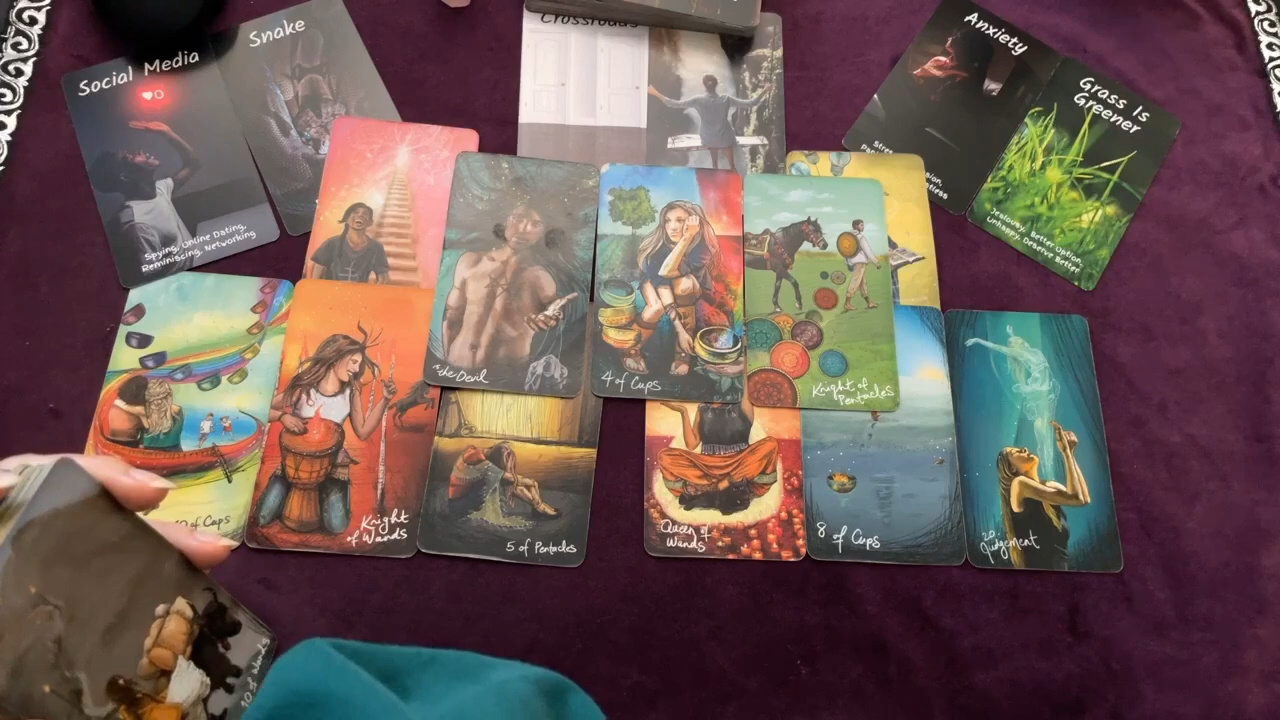 Social Media
Spying, Online Dating,
Reminiscing, Networking
Snake
Crossroads
Anxiety
Grass Is
Greener
Jealousy, Better Option,
Unhappy, Deserve Better
The Devil
4 of Cups
Knight of
Pentacles
10 of Cups
Knight
of Wands
5 of Pentacles
Queen of
Wands
8 of Cups
20
Judgement
10 of Wands